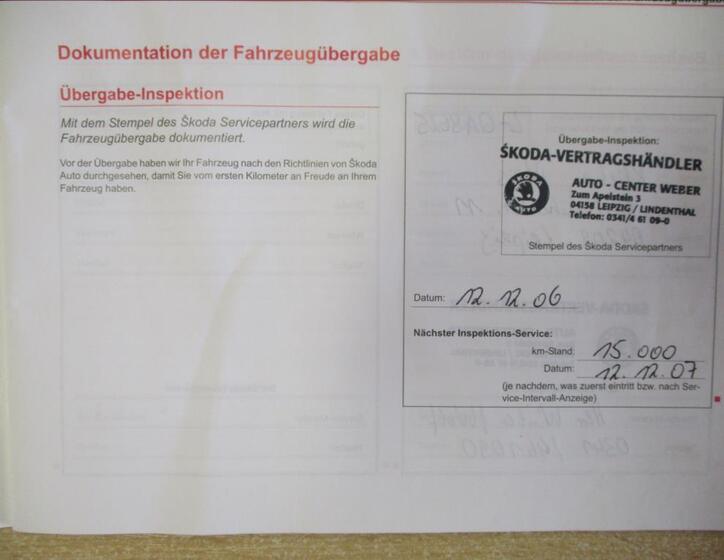 Dokumentation der Fahrzeugübergabe
Übergabe-Inspektion
Mit dem Stempel des Škoda Servicepartners wird die
Fahrzeugübergabe dokumentiert.
Vor der Übergabe haben wir Ihr Fahrzeug nach den Richtlinien von Škoda
Auto durchgesehen, damit Sie vom ersten Kilometer an Freude an Ihrem
Fahrzeug haben.
Übergabe-Inspektion:
ŠKODA-VERTRAGSHÄNDLER
ŠKODA
AUTO
AUTO - CENTER WEBER
Zum Apelstein 3
04158 LEIPZIG / LINDENTHAL
Telefon: 0341/4 61 09-0
Stempel des Škoda Servicepartners
Datum: 12.12.06
Nächster Inspektions-Service:
km-Stand: 15.000
Datum: 12.12.07
(je nachdem, was zuerst eintritt bzw. nach Ser-
vice-Intervall-Anzeige)